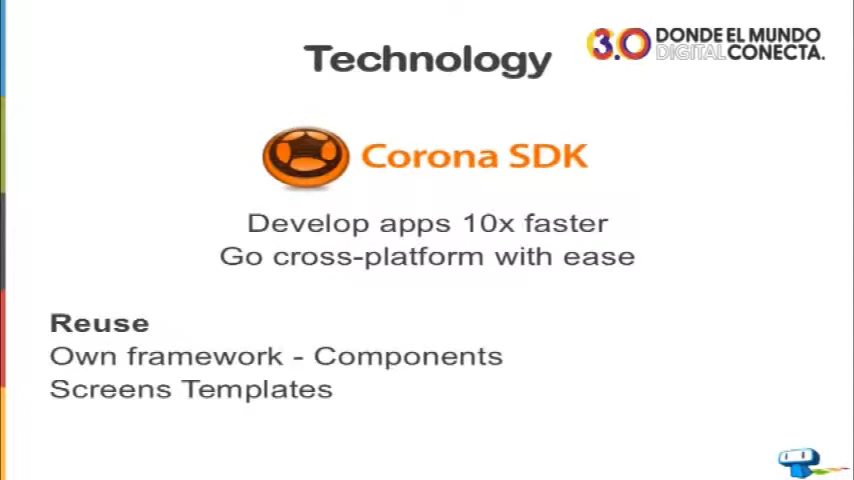 Technology
3.0 DONDE EL MUNDO
DIGITAL CONECTA.
Corona SDK
Develop apps 10x faster
Go cross-platform with ease
Reuse
Own framework - Components
Screens Templates